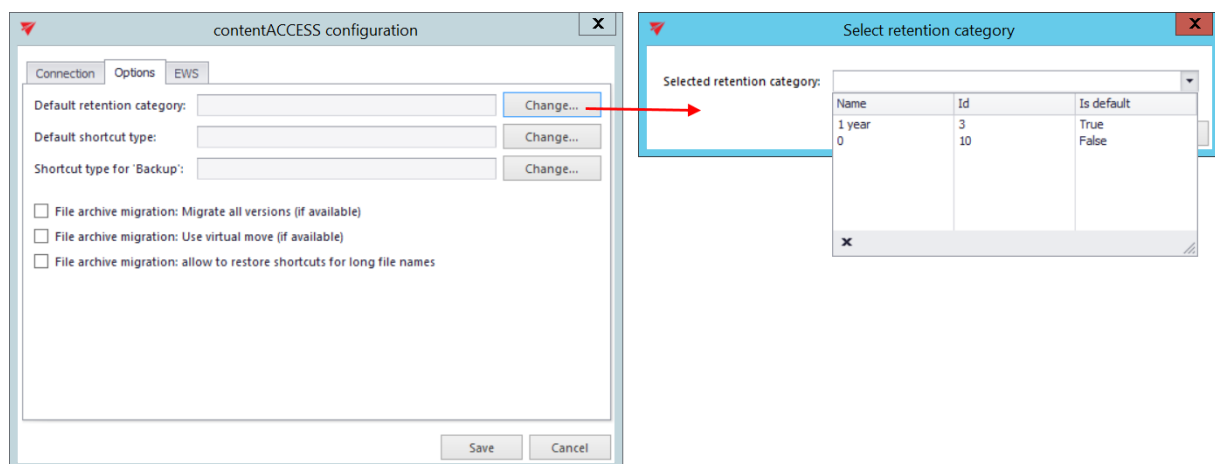 contentACCESS configuration
X
Connection Options EWS
Default retention category: Change...
Default shortcut type: Change...
Shortcut type for 'Backup': Change...
File archive migration: Migrate all versions (if available)
File archive migration: Use virtual move (if available)
File archive migration: allow to restore shortcuts for long file names
Save Cancel
Select retention category
X
Selected retention category:
Name Id Is default
1 year 3 True
0 10 False
x